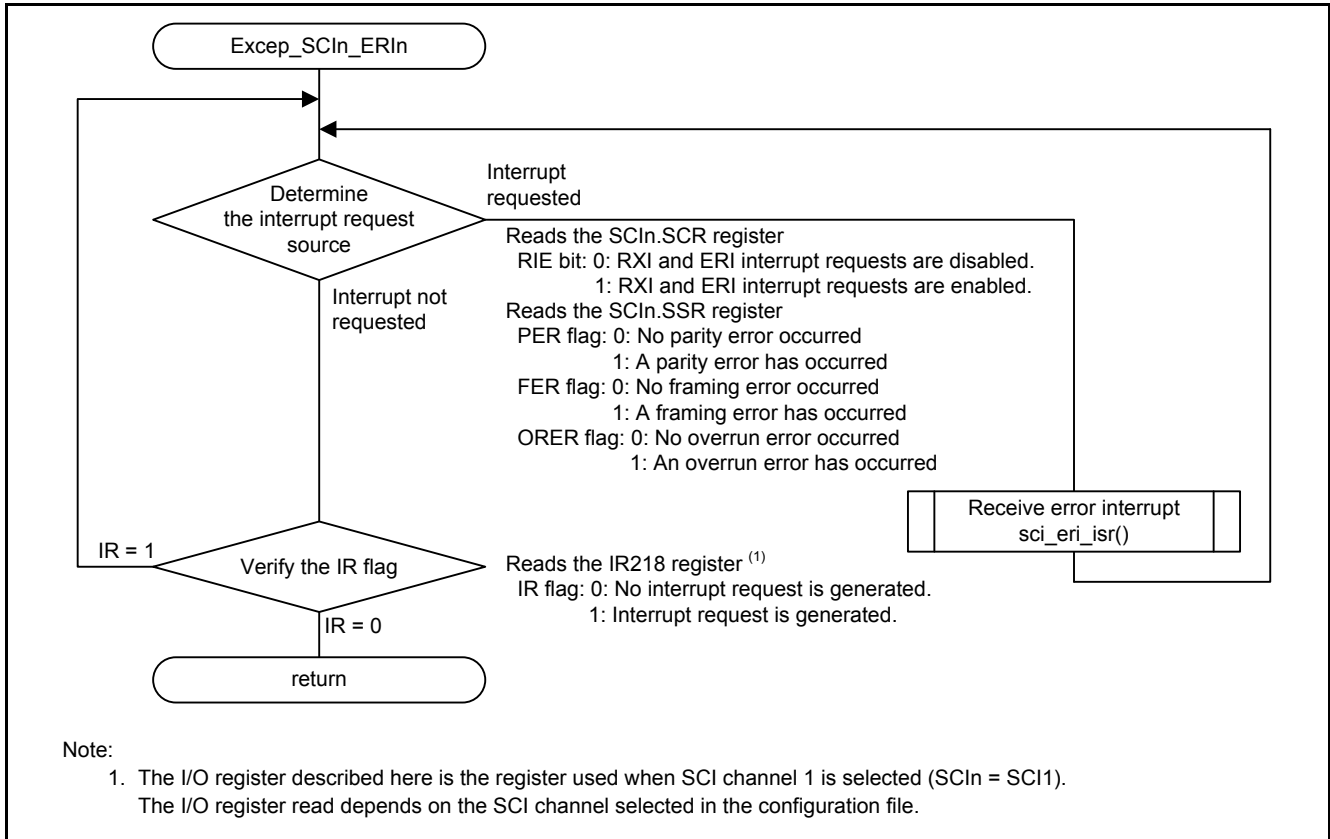 Excep_SCIn_ERIn
Determine
the interrupt request
source
Interrupt
requested
Reads the SCIn.SCR register
RIE bit: 0: RXI and ERI interrupt requests are disabled.
1: RXI and ERI interrupt requests are enabled.
Reads the SCIn.SSR register
PER flag: 0: No parity error occurred
1: A parity error has occurred
FER flag: 0: No framing error occurred
1: A framing error has occurred
ORER flag: 0: No overrun error occurred
1: An overrun error has occurred
Interrupt not
requested
Receive error interrupt
sci_eri_isr()
IR = 1
Verify the IR flag
Reads the IR218 register (1)
IR flag: 0: No interrupt request is generated.
1: Interrupt request is generated.
IR = 0
return
Note:
1. The I/O register described here is the register used when SCI channel 1 is selected (SCIn = SCI1).
The I/O register read depends on the SCI channel selected in the configuration file.